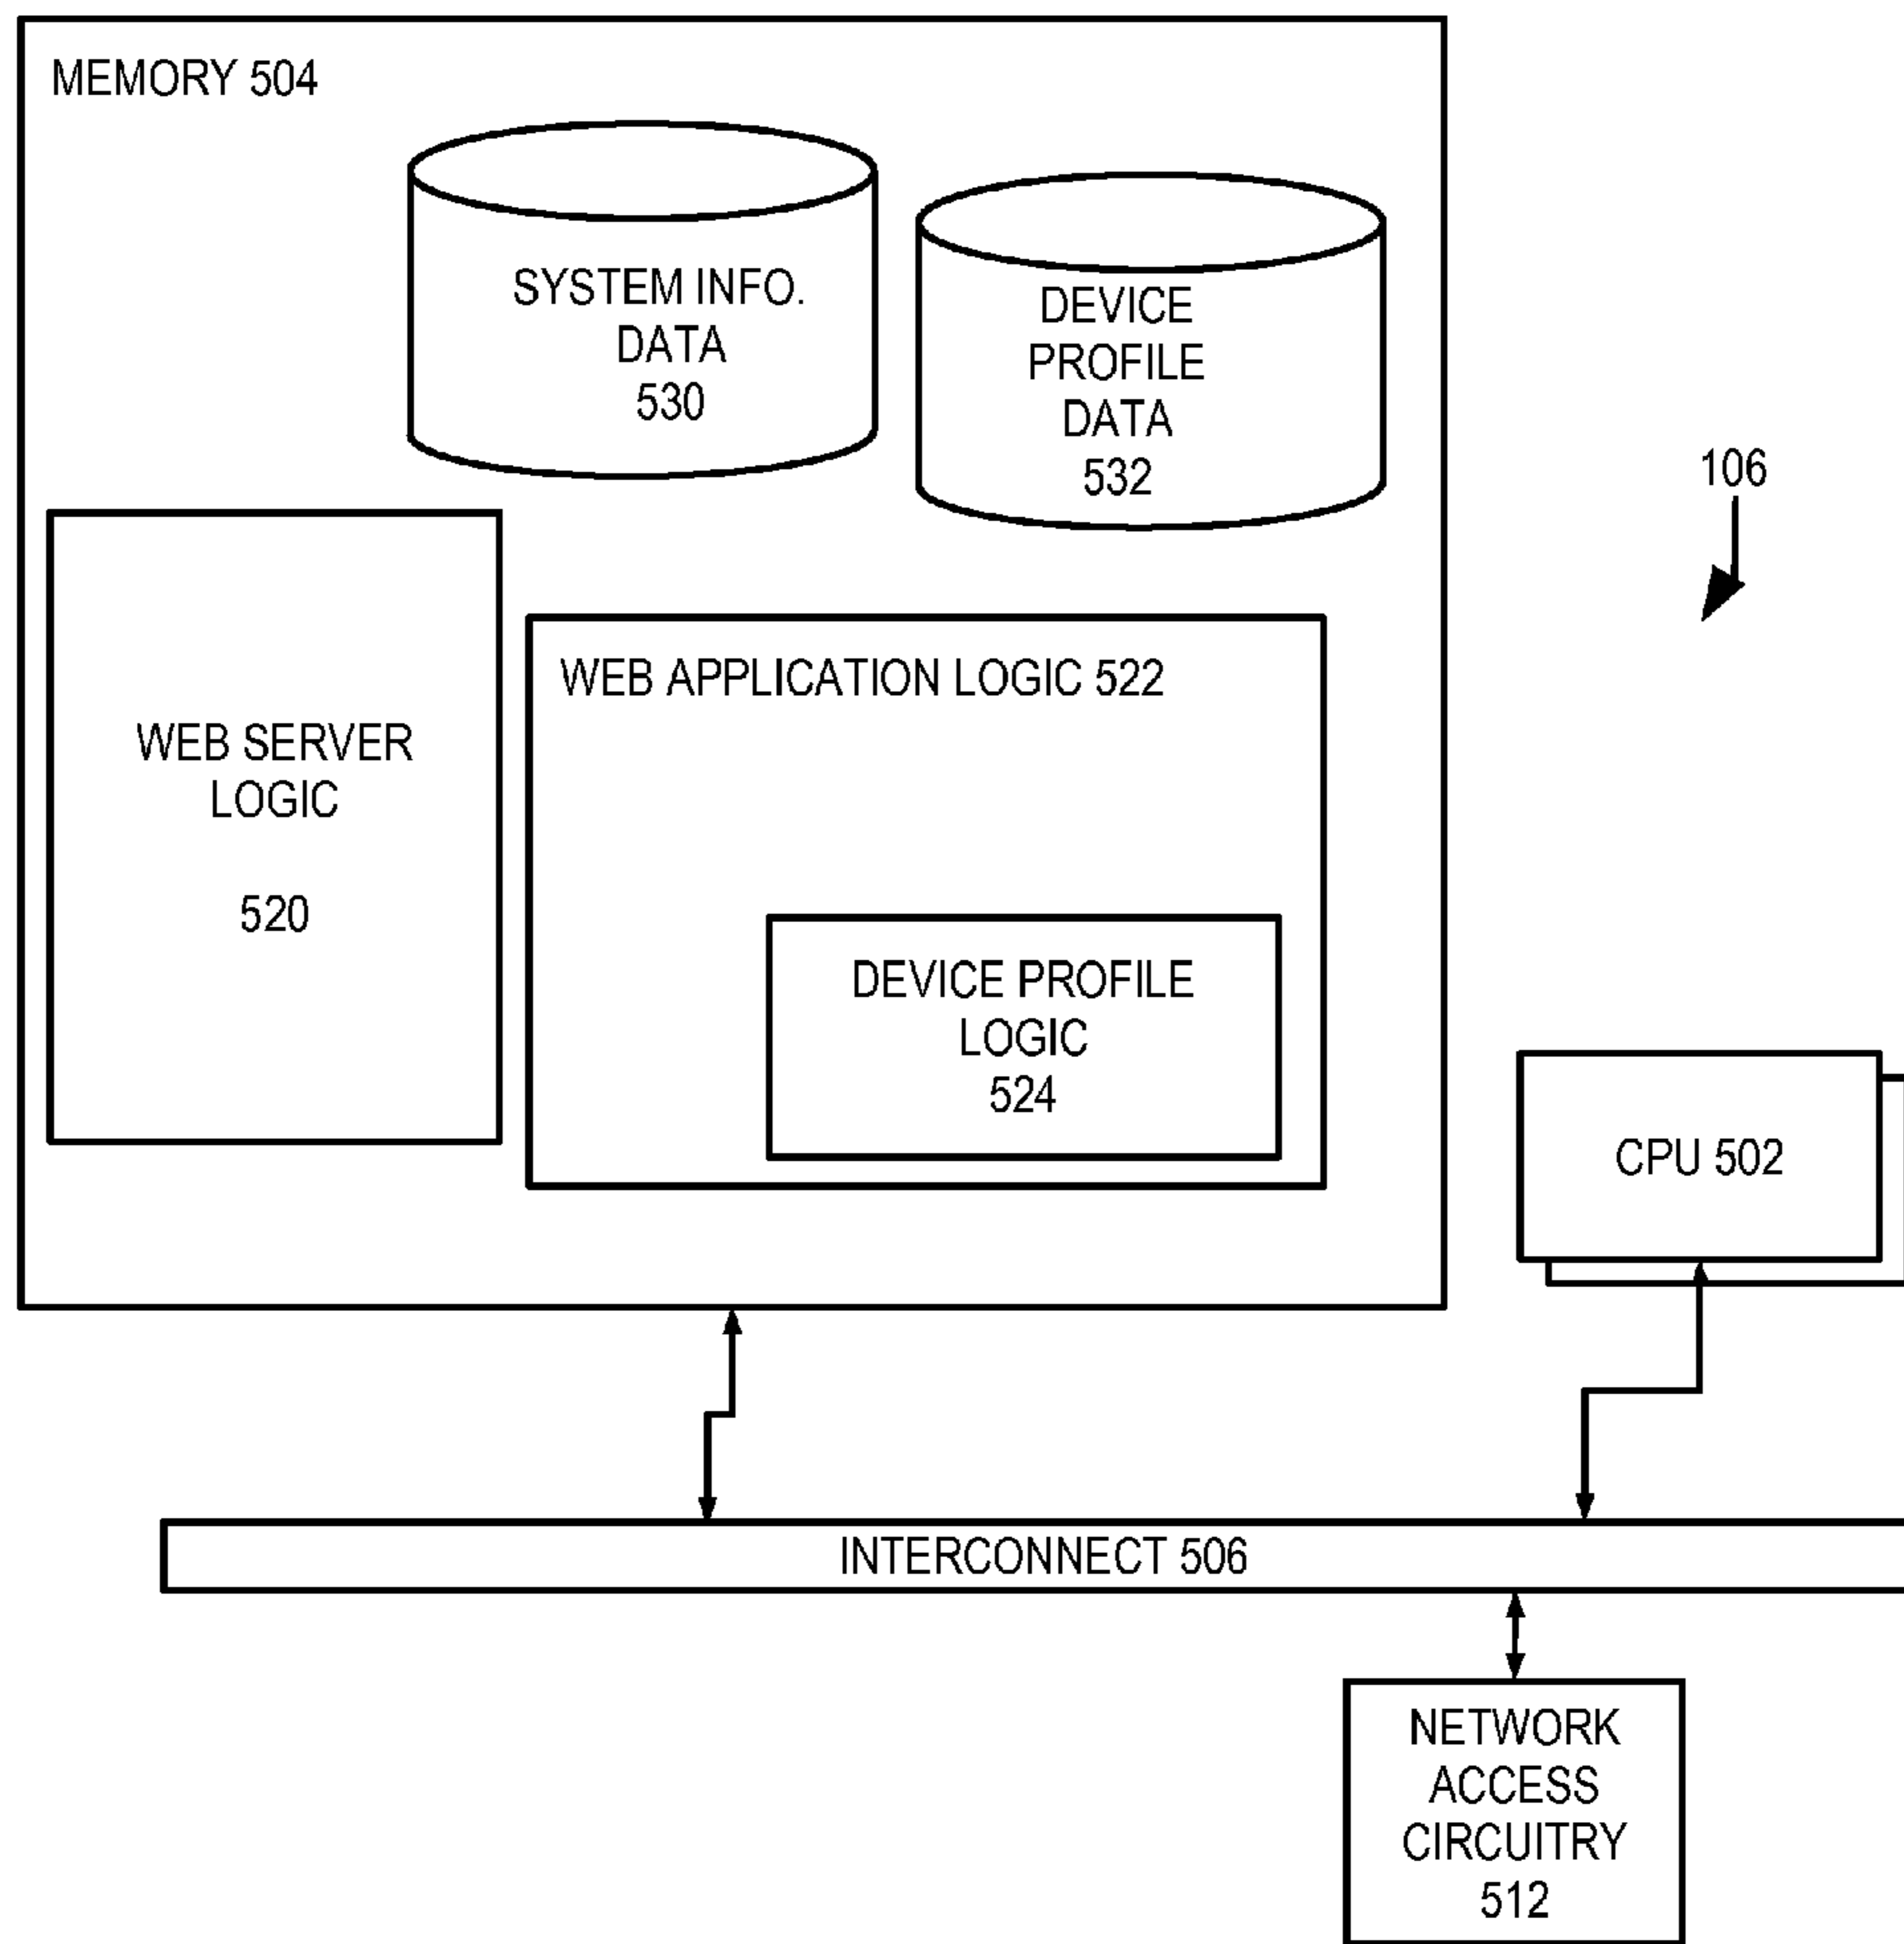 MEMORY 504
SYSTEM INFO.
DATA
530
DEVICE
PROFILE
DATA
532
106
WEB SERVER
LOGIC
520
WEB APPLICATION LOGIC 522
DEVICE PROFILE
LOGIC
524
CPU 502
INTERCONNECT 506
NETWORK
ACCESS
CIRCUITRY
512